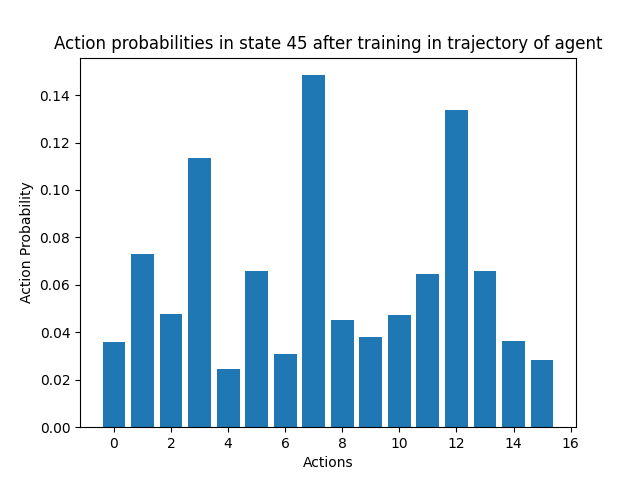 Action probabilities in state 45 after training in trajectory of agent
0.14
0.12
0.10
0.08
0.06
0.04
0.02
0.00
Action Probability
0 2 4 6 8 10 12 14 16
Actions